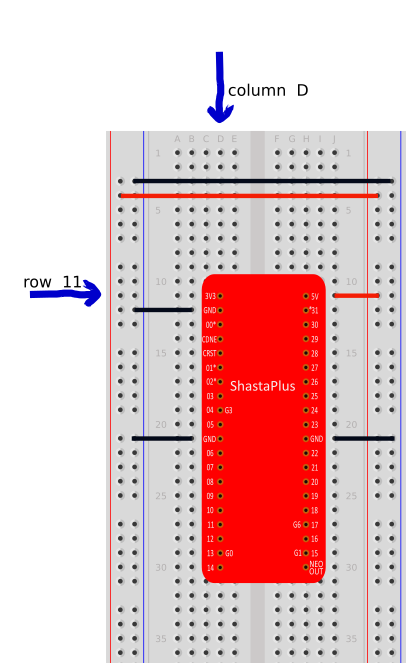 column D
A B C D E F G H I J
1 1
5 5
row 11
10 10
3V3 5V
GND *31
00* 30
CDNE 29
15 CRST 28 15
01* 27
02* 26
ShastaPlus
03 25
04 G3 24
20 05 23 20
GND GND
06 22
07 21
08 20
25 09 19 25
10 18
11 G6 17
12 16
13 G0 G1 15
30 14 NEO 30
OUT
35 35